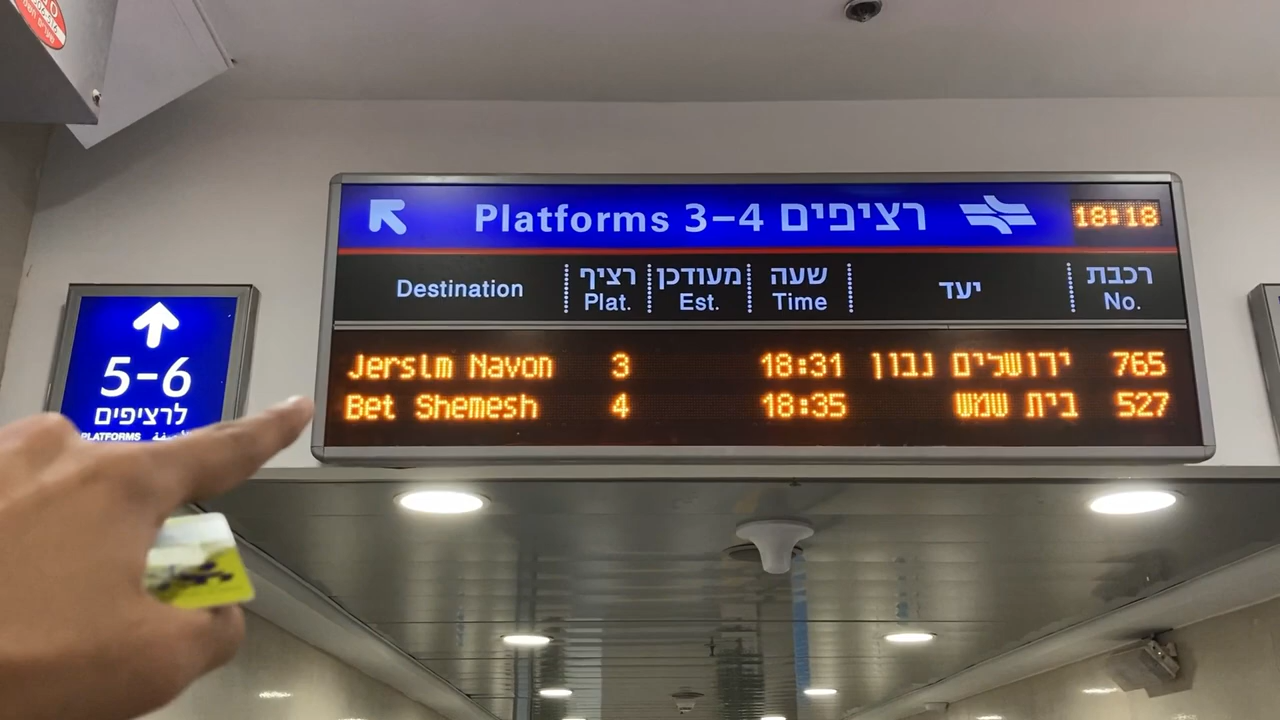 Platforms 3-4 רציפים
18:18
Destination רציף מעודכן שעה יעד רכבת
Plat. Est. Time No.
Jerslm Navon 3 18:31 ירושלים נבון 765
Bet Shemesh 4 18:35 בית שמש 527
5-6
לרציפים
PLATFORMS